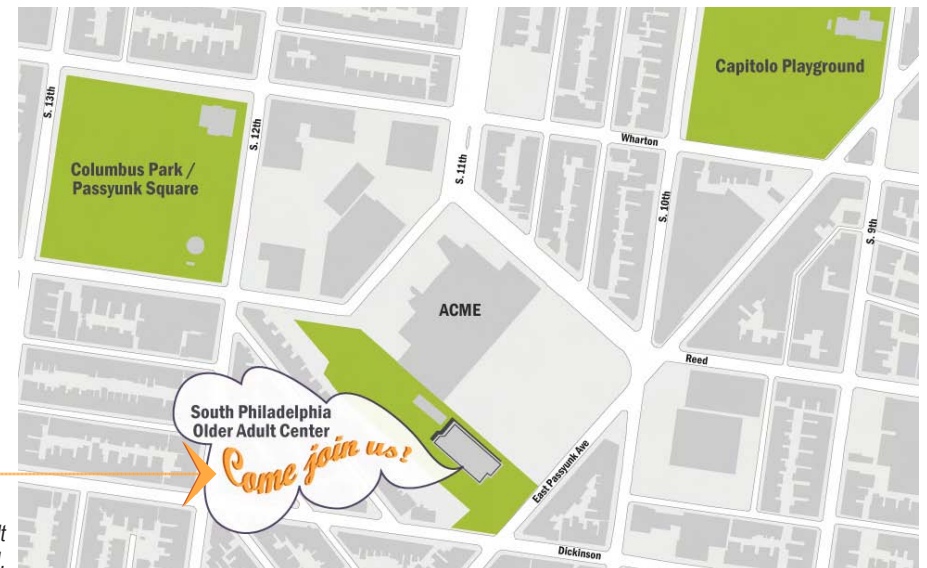 Capitolo Playground
S. 13th
S. 12th
Wharton
S. 11th
Columbus Park /
Passyunk Square
S. 10th
S. 9th
ACME
Reed
South Philadelphia
Older Adult Center
Come join us!
East Passyunk Ave
Dickinson